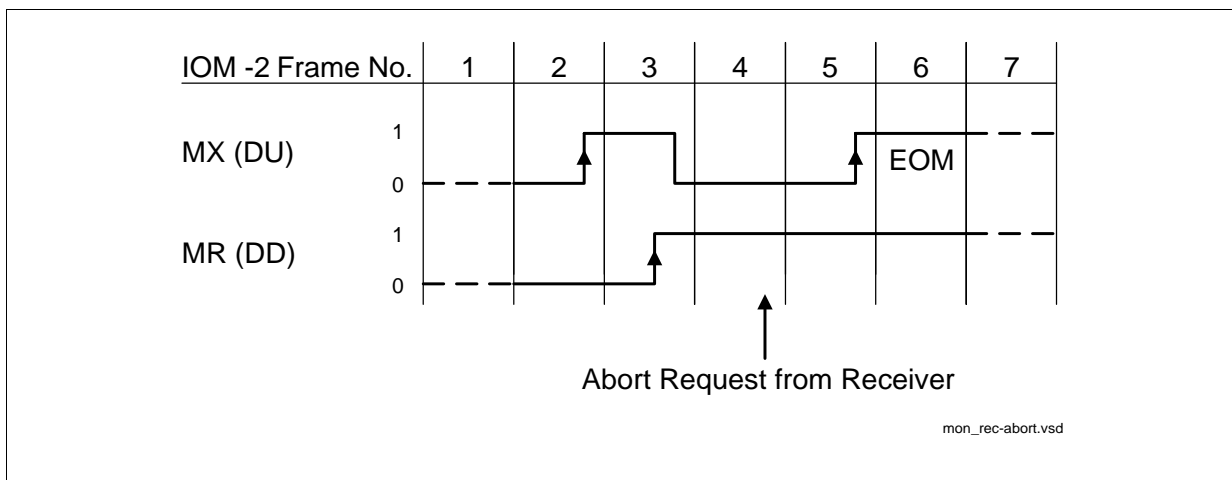 IOM -2 Frame No. 1 2 3 4 5 6 7
MX (DU) 1
0
EOM
MR (DD) 1
0
Abort Request from Receiver
mon_rec-abort.vsd